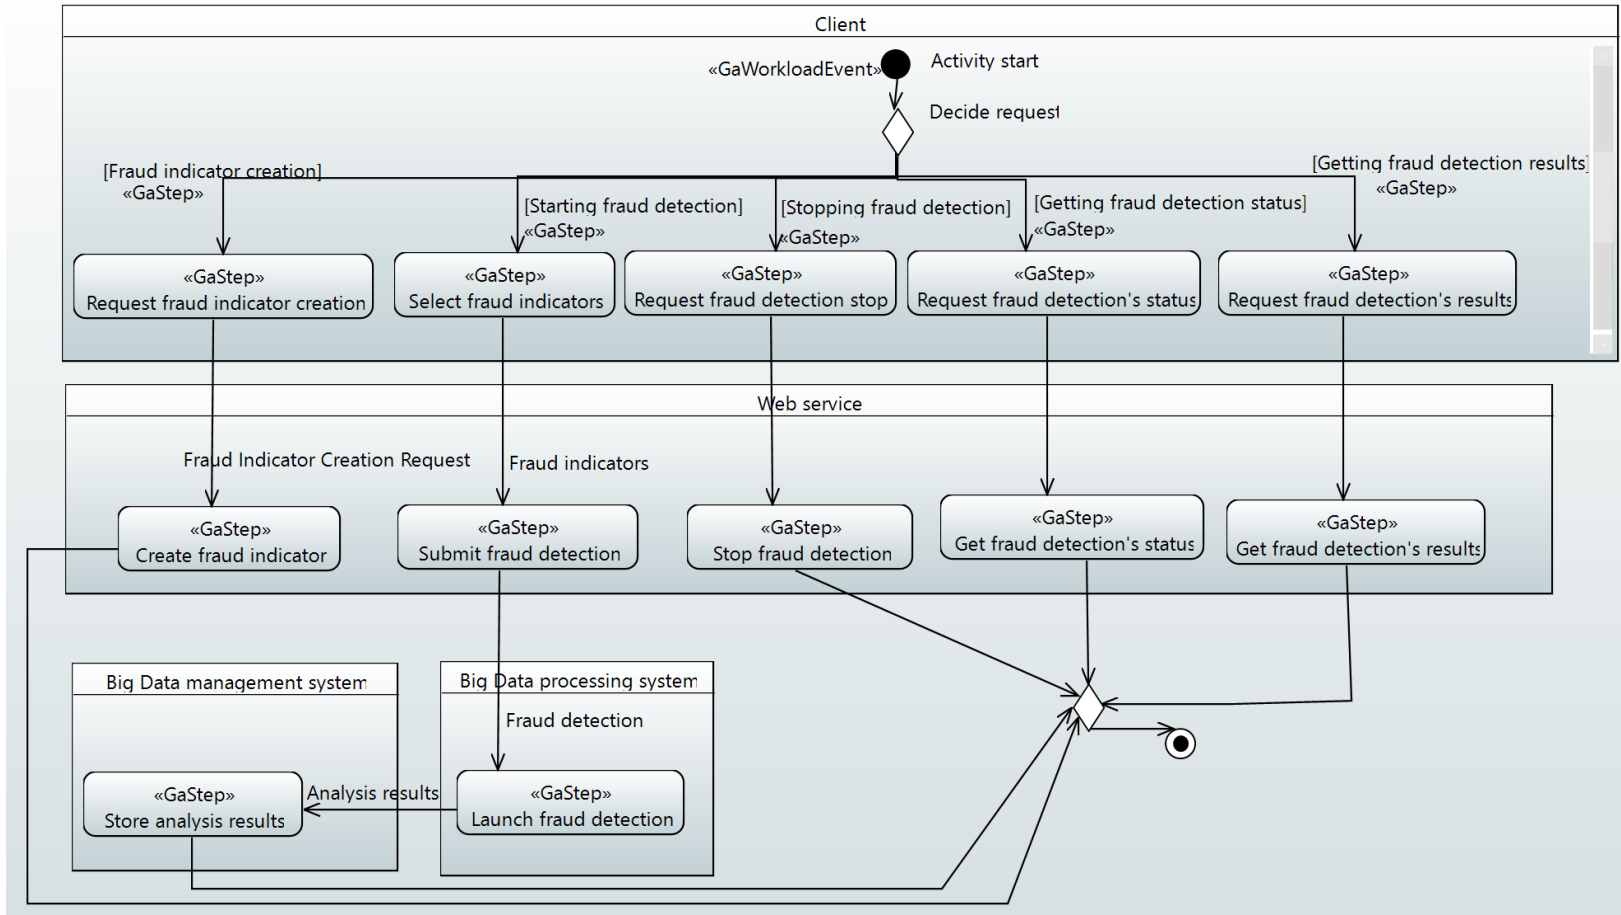 Client
«GaWorkloadEvent»
Activity start
Decide request
[Fraud indicator creation]
«GaStep»
[Starting fraud detection]
«GaStep»
[Stopping fraud detection]
«GaStep»
[Getting fraud detection status]
«GaStep»
[Getting fraud detection results]
«GaStep»
«GaStep»
Request fraud indicator creation
«GaStep»
Select fraud indicators
«GaStep»
Request fraud detection stop
«GaStep»
Request fraud detection's status
«GaStep»
Request fraud detection's results
Web service
Fraud Indicator Creation Request
Fraud indicators
«GaStep»
Create fraud indicator
«GaStep»
Submit fraud detection
«GaStep»
Stop fraud detection
«GaStep»
Get fraud detection's status
«GaStep»
Get fraud detection's results
Big Data management system
Big Data processing system
Fraud detection
«GaStep»
Store analysis results
Analysis results
«GaStep»
Launch fraud detection